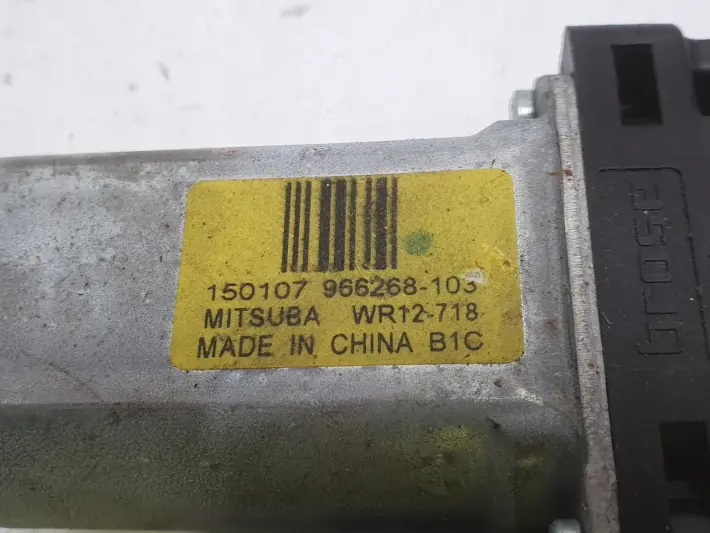 150107 966268-103
MITSUBA WR12-718
MADE IN CHINA B1C
brose